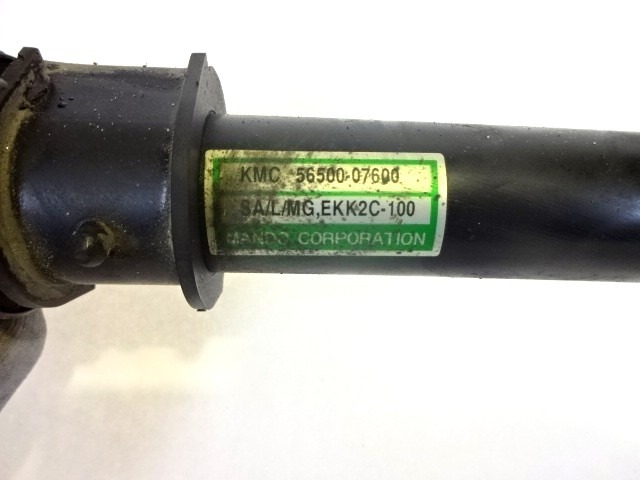 KMC 56500-07600
SA/L/MG,EKK2C-100
MANDO CORPORATION